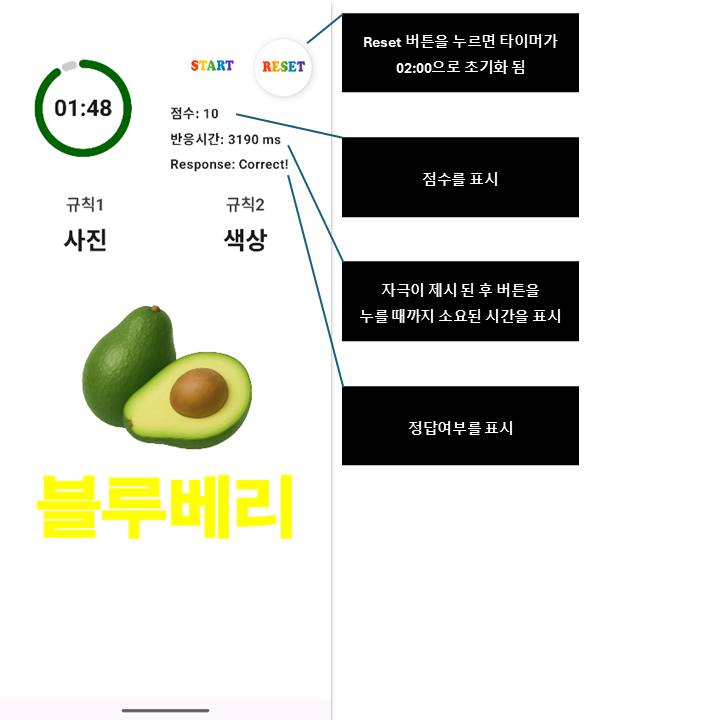 START
RESET
01:48
점수: 10
반응시간: 3190 ms
Response: Correct!
규칙1
규칙2
사진
색상
블루베리
Reset 버튼을 누르면 타이머가
02:00으로 초기화 됨
점수를 표시
자극이 제시 된 후 버튼을
누를 때까지 소요된 시간을 표시
정답여부를 표시